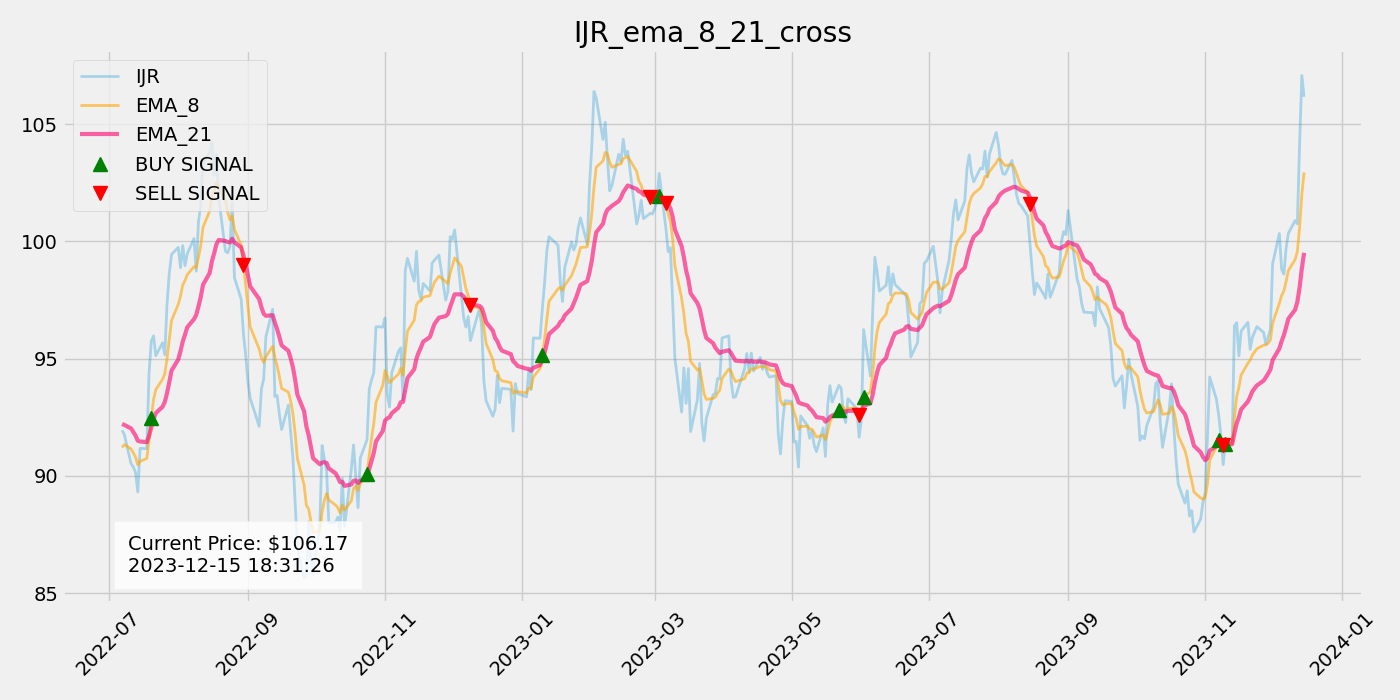 IJR_ema_8_21_cross
IJR
EMA_8
EMA_21
BUY SIGNAL
SELL SIGNAL
105
100
95
90
85
Current Price: $106.17
2023-12-15 18:31:26
2022-07
2022-09
2022-11
2023-01
2023-03
2023-05
2023-07
2023-09
2023-11
2024-01